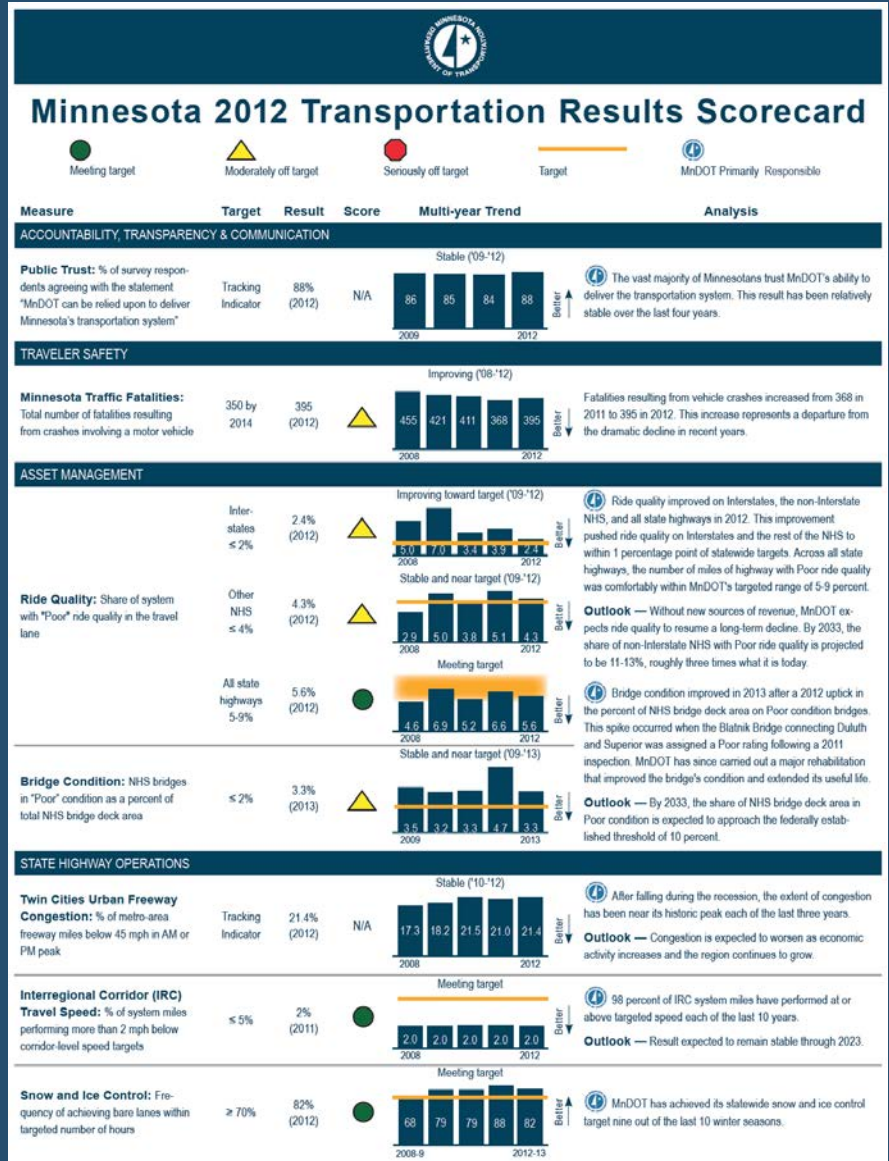 MINNESOTA DEPARTMENT OF TRANSPORTATION
Minnesota 2012 Transportation Results Scorecard
Meeting target
Moderately off target
Seriously off target
Target
MnDOT Primarily Responsible
Measure Target Result Score Multi-year Trend Analysis
ACCOUNTABILITY, TRANSPARENCY & COMMUNICATION
Public Trust: % of survey respon-
dents agreeing with the statement
"MnDOT can be relied upon to deliver
Minnesota's transportation system"
Tracking
Indicator
88%
(2012)
N/A
Stable ('09-'12)
86 85 84 88
2009 2012
Better
The vast majority of Minnesotans trust MnDOT's ability to
deliver the transportation system. This result has been relatively
stable over the last four years.
TRAVELER SAFETY
Minnesota Traffic Fatalities:
Total number of fatalities resulting
from crashes involving a motor vehicle
350 by
2014
395
(2012)
Improving ('08-'12)
455 421 411 368 395
2008 2012
Better
Fatalities resulting from vehicle crashes increased from 368 in
2011 to 395 in 2012. This increase represents a departure from
the dramatic decline in recent years.
ASSET MANAGEMENT
Ride Quality: Share of system
with "Poor" ride quality in the travel
lane
Inter-
states
≤ 2%
2.4%
(2012)
Improving toward target ('09-'12)
5.0 7.0 3.4 3.9 2.4
2008 2012
Better
Other
NHS
≤ 4%
4.3%
(2012)
Stable and near target ('09-'12)
2.9 5.0 3.8 5.1 4.3
2008 2012
Better
All state
highways
5-9%
5.6%
(2012)
Meeting target
4.6 6.9 5.2 6.6 5.6
2008 2012
Better
Ride quality improved on Interstates, the non-Interstate
NHS, and all state highways in 2012. This improvement
pushed ride quality on Interstates and the rest of the NHS to
within 1 percentage point of statewide targets. Across all state
highways, the number of miles of highway with Poor ride quality
was comfortably within MnDOT's targeted range of 5-9 percent.
Outlook — Without new sources of revenue, MnDOT ex-
pects ride quality to resume a long-term decline. By 2033, the
share of non-Interstate NHS with Poor ride quality is projected
to be 11-13%, roughly three times what it is today.
Bridge Condition: NHS bridges
in "Poor" condition as a percent of
total NHS bridge deck area
≤ 2%
3.3%
(2013)
Stable and near target ('09-'13)
3.5 3.2 3.3 4.7 3.3
2009 2013
Better
Bridge condition improved in 2013 after a 2012 uptick in
the percent of NHS bridge deck area on Poor condition bridges.
This spike occurred when the Blatnik Bridge connecting Duluth
and Superior was assigned a Poor rating following a 2011
inspection. MnDOT has since carried out a major rehabilitation
that improved the bridge's condition and extended its useful life.
Outlook — By 2033, the share of NHS bridge deck area in
Poor condition is expected to approach the federally estab-
lished threshold of 10 percent.
STATE HIGHWAY OPERATIONS
Twin Cities Urban Freeway
Congestion: % of metro-area
freeway miles below 45 mph in AM or
PM peak
Tracking
Indicator
21.4%
(2012)
N/A
Stable ('10-'12)
17.3 18.2 21.5 21.0 21.4
2008 2012
Better
After falling during the recession, the extent of congestion
has been near its historic peak each of the last three years.
Outlook — Congestion is expected to worsen as economic
activity increases and the region continues to grow.
Interregional Corridor (IRC)
Travel Speed: % of system miles
performing more than 2 mph below
corridor-level speed targets
≤ 5%
2%
(2011)
Meeting target
2.0 2.0 2.0 2.0 2.0
2008 2012
Better
98 percent of IRC system miles have performed at or
above targeted speed each of the last 10 years.
Outlook — Result expected to remain stable through 2023.
Snow and Ice Control: Fre-
quency of achieving bare lanes within
targeted number of hours
≥ 70%
82%
(2012)
Meeting target
68 79 79 88 82
2008-9 2012-13
Better
MnDOT has achieved its statewide snow and ice control
target nine out of the last 10 winter seasons.